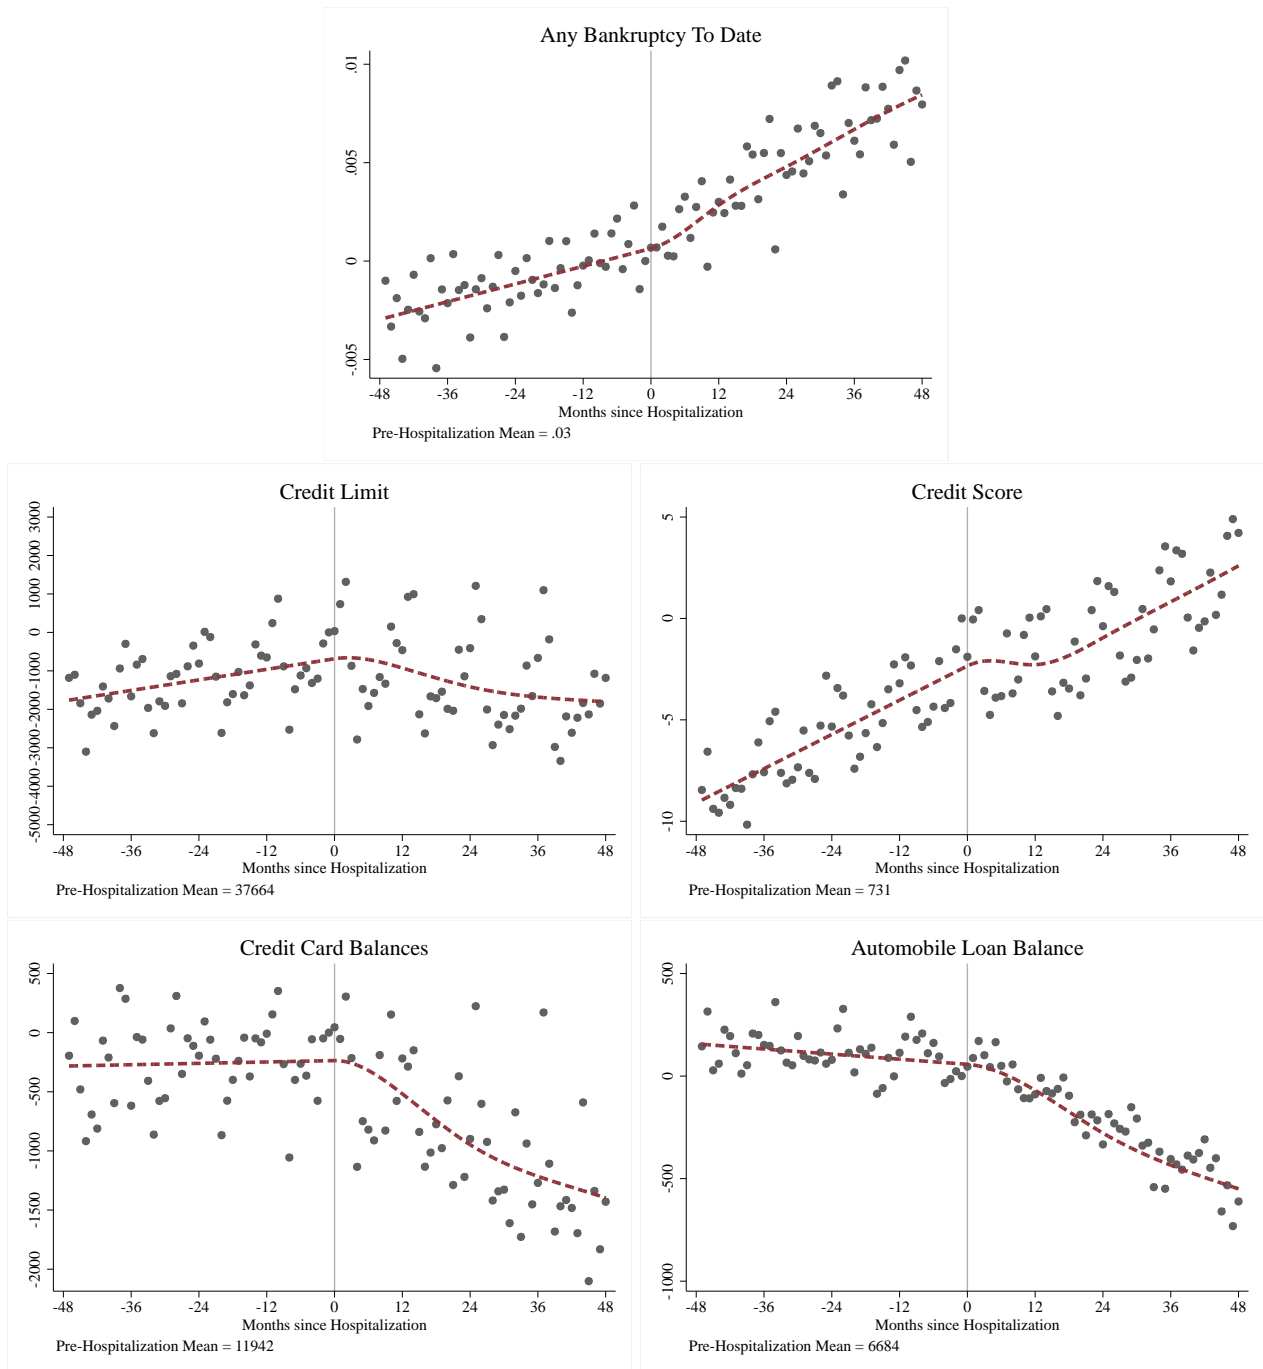 Any Bankruptcy To Date
.01
.005
0
-.005
-48 -36 -24 -12 0 12 24 36 48
Months since Hospitalization
Pre-Hospitalization Mean = .03
Credit Limit
3000
2000
1000
0
-1000
-2000
-3000
-4000
-5000
-48 -36 -24 -12 0 12 24 36 48
Months since Hospitalization
Pre-Hospitalization Mean = 37664
Credit Score
5
0
-5
-10
-48 -36 -24 -12 0 12 24 36 48
Months since Hospitalization
Pre-Hospitalization Mean = 731
Credit Card Balances
500
0
-500
-1000
-1500
-2000
-48 -36 -24 -12 0 12 24 36 48
Months since Hospitalization
Pre-Hospitalization Mean = 11942
Automobile Loan Balance
500
0
-500
-1000
-48 -36 -24 -12 0 12 24 36 48
Months since Hospitalization
Pre-Hospitalization Mean = 6684